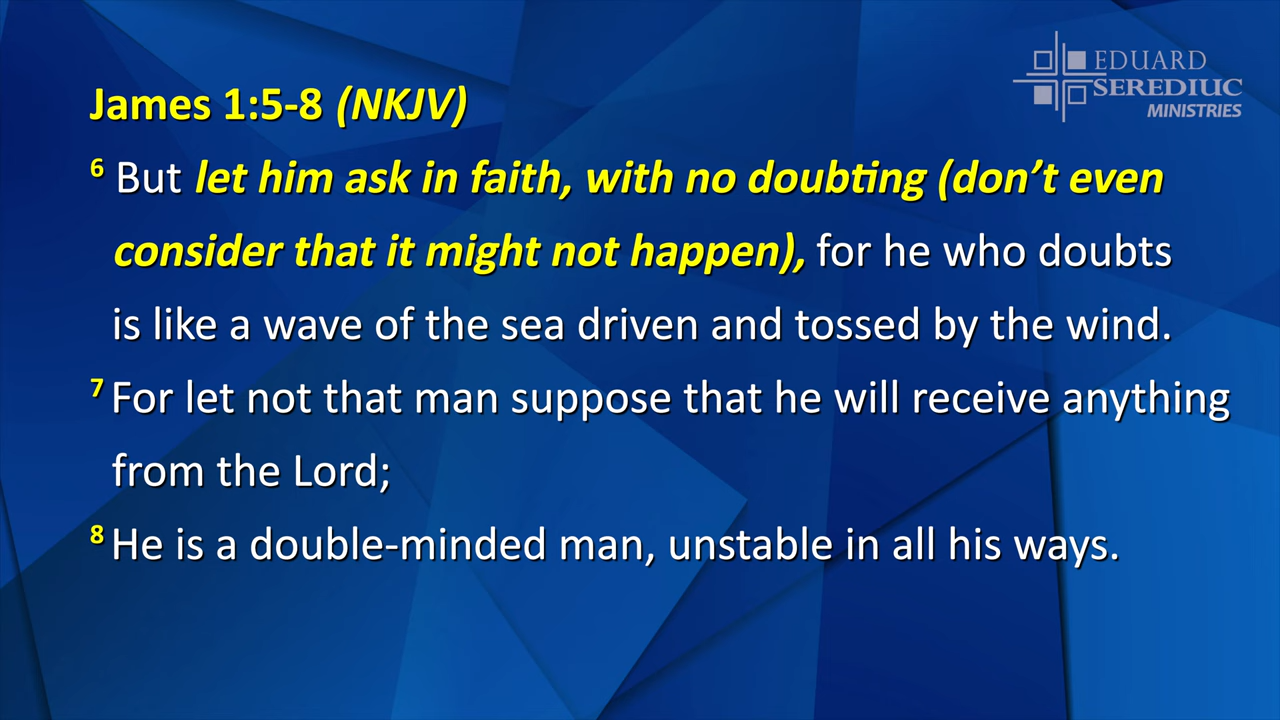 EDUARD
SEREDIUC
MINISTRIES
James 1:5-8 (NKJV)
6 But let him ask in faith, with no doubting (don’t even
consider that it might not happen), for he who doubts
is like a wave of the sea driven and tossed by the wind.
7 For let not that man suppose that he will receive anything
from the Lord;
8 He is a double-minded man, unstable in all his ways.